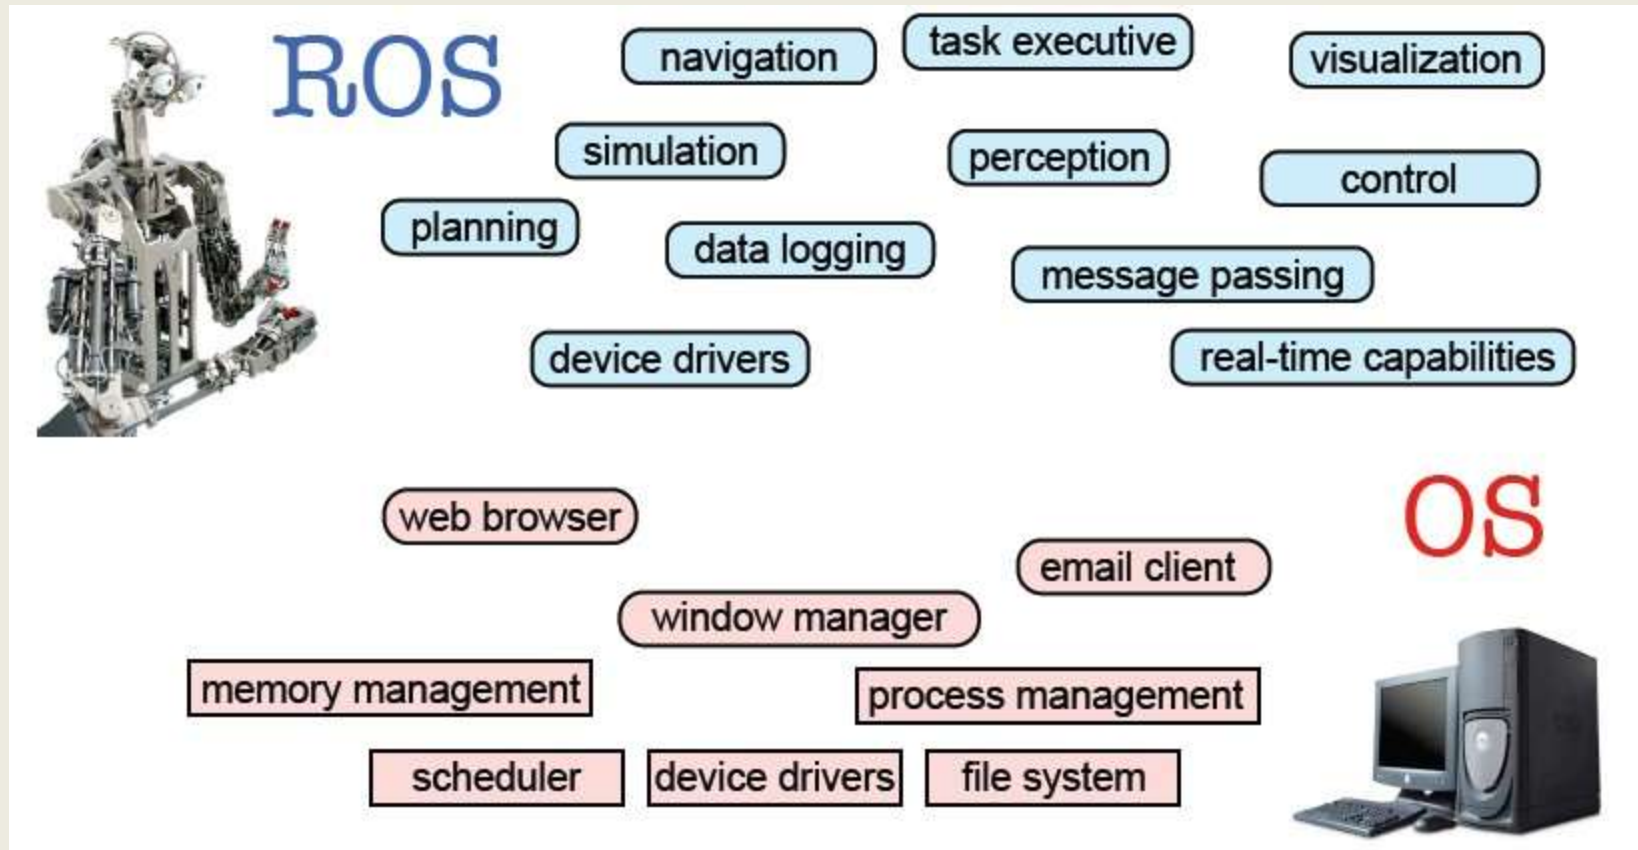 ROS
navigation
task executive
visualization
simulation
perception
control
planning
data logging
message passing
device drivers
real-time capabilities
web browser
OS
email client
window manager
memory management
process management
scheduler
device drivers
file system